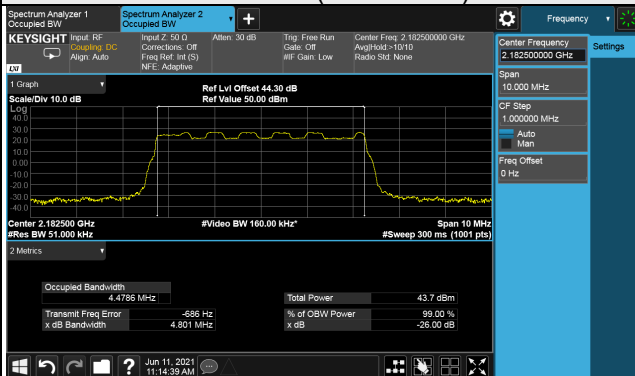 Spectrum Analyzer 1
Occupied BW
Spectrum Analyzer 2
Occupied BW
Frequency
KEYSIGHT
LXI
Input: RF
Coupling: DC
Align: Auto
Input Z: 50 Ω
Corrections: Off
Freq Ref: Int (S)
NFE: Adaptive
Atten: 30 dB
Trig: Free Run
Gate: Off
#IF Gain: Low
Center Freq: 2.182500000 GHz
Avg|Hold:>10/10
Radio Std: None
Center Frequency
2.182500000 GHz
Settings
Span
10.000 MHz
CF Step
1.000000 MHz
Auto
Man
Freq Offset
0 Hz
1 Graph
Scale/Div 10.0 dB
Ref Lvl Offset 44.30 dB
Ref Value 50.00 dBm
Log
40.0
30.0
20.0
10.0
0.00
-10.0
-20.0
-30.0
-40.0
Center 2.182500 GHz
#Video BW 160.00 kHz*
Span 10 MHz
#Res BW 51.000 kHz
#Sweep 300 ms (1001 pts)
2 Metrics
Occupied Bandwidth
4.4786 MHz
Total Power 43.7 dBm
Transmit Freq Error -686 Hz
% of OBW Power 99.00 %
x dB Bandwidth 4.801 MHz
x dB -26.00 dB
?
Jun 11, 2021
11:14:39 AM